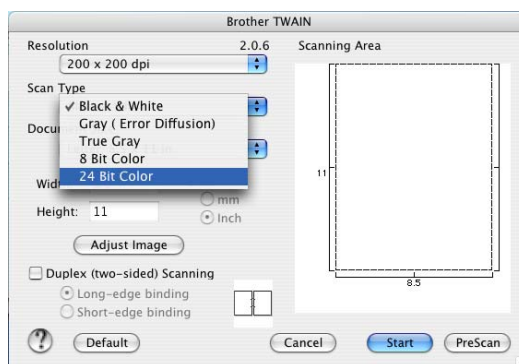 Brother TWAIN
Resolution 2.0.6 Scanning Area
200 x 200 dpi
Scan Type
✓ Black & White
Gray ( Error Diffusion)
True Gray
8 Bit Color
24 Bit Color
11
mm
Height: 11 Inch
Adjust Image
8.5
Duplex (two-sided) Scanning
Long-edge binding
Short-edge binding
? Default Cancel Start PreScan